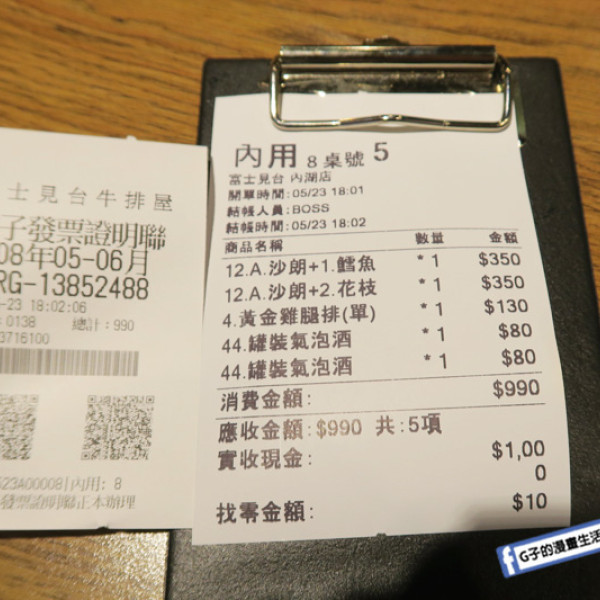 士見台牛排屋
子發票證明聯
08年05-06月
RG-13852488
-23 18:02:06
:0138 總計:990
3716100
523A00008|內用: 8
發票證明聯正本辦理
內用 8 桌號 5
富士見台 內湖店
開單時間:05/23 18:01
結帳人員:BOSS
結帳時間:05/23 18:02
商品名稱 數量 金額
12.A.沙朗+1.鱈魚 *1 $350
12.A.沙朗+2.花枝 *1 $350
4.黃金雞腿排(單) *1 $130
44.罐裝氣泡酒 *1 $80
44.罐裝氣泡酒 *1 $80
消費金額: $990
應收金額:$990 共:5項
實收現金: $1,00
0
找零金額: $10
G子的漫畫生活